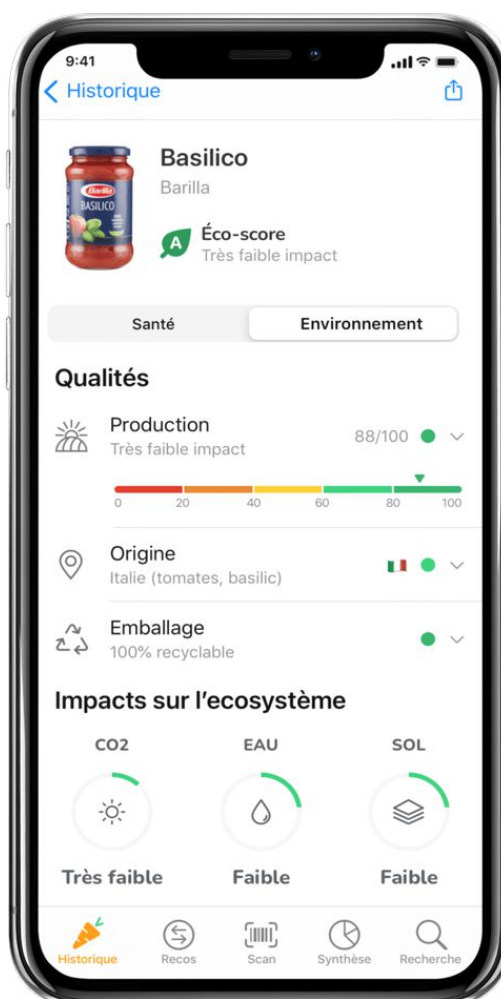 9:41
Historique
Basilico
Barilla
Barilla
BASILICO
A
Éco-score
Très faible impact
Santé
Environnement
Qualités
Production
88/100
Très faible impact
0 20 40 60 80 100
Origine
Italie (tomates, basilic)
Emballage
100% recyclable
Impacts sur l'ecosystème
CO2 EAU SOL
Très faible Faible Faible
Historique Recos Scan Synthèse Recherche